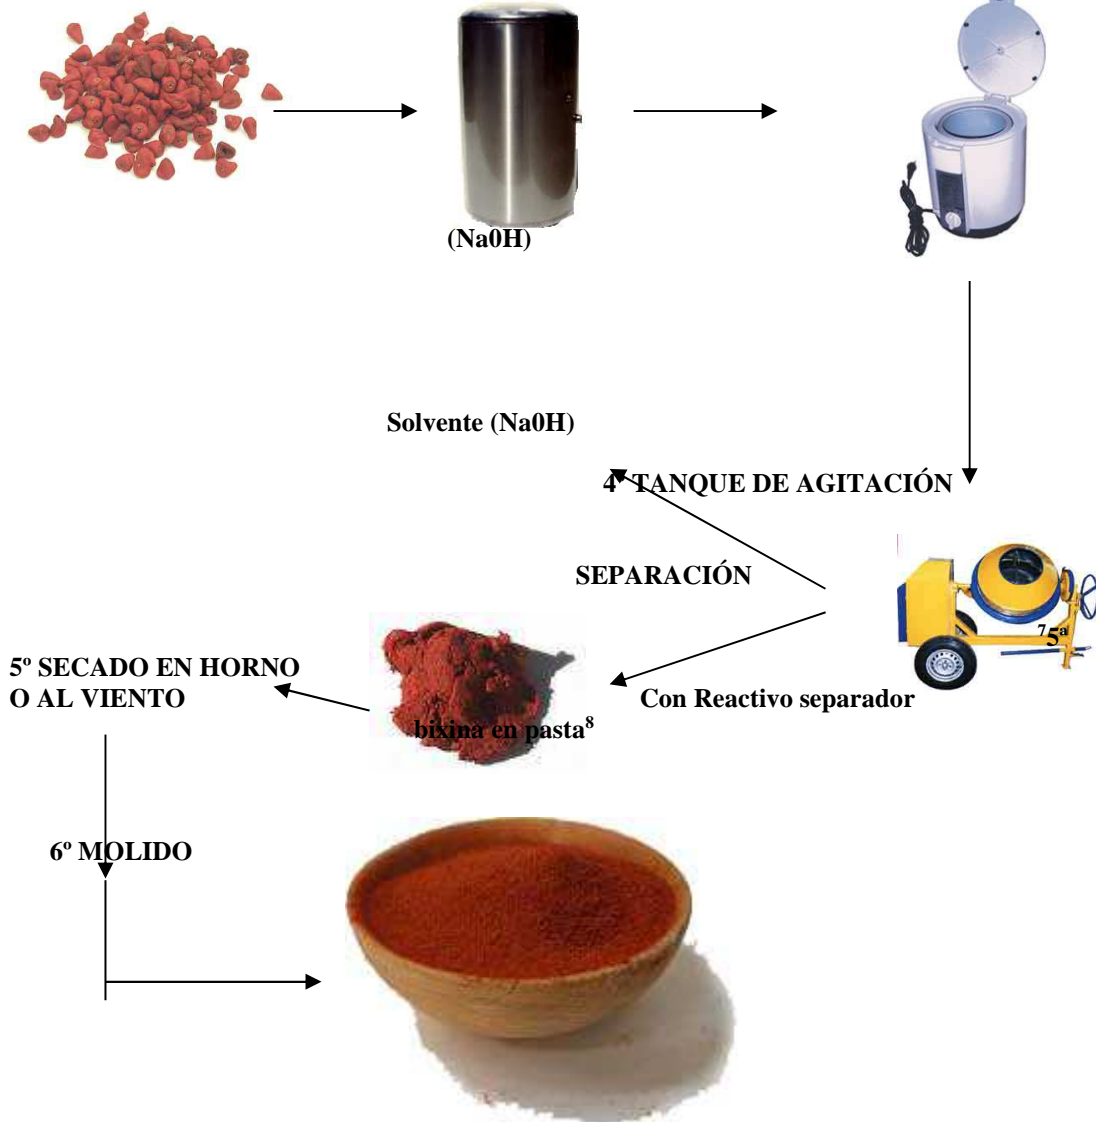 (Na0H)
Solvente (Na0H)
4º TANQUE DE AGITACIÓN
SEPARACIÓN
⁷5ª
5º SECADO EN HORNO
O AL VIENTO
Con Reactivo separador
bixina en pasta⁸
6º MOLIDO